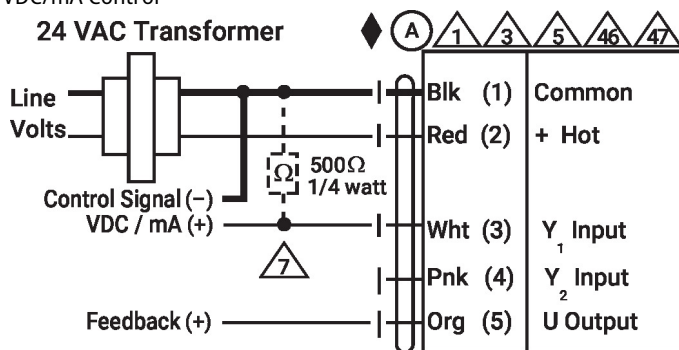 VDC/mA Control
24 VAC Transformer
A 1 3 5 46 47
Line Volts
Blk (1) Common
Red (2) + Hot
Ω 500Ω 1/4 watt
Control Signal (−)
VDC / mA (+)
7
Wht (3) Y1 Input
Pnk (4) Y2 Input
Feedback (+)
Org (5) U Output